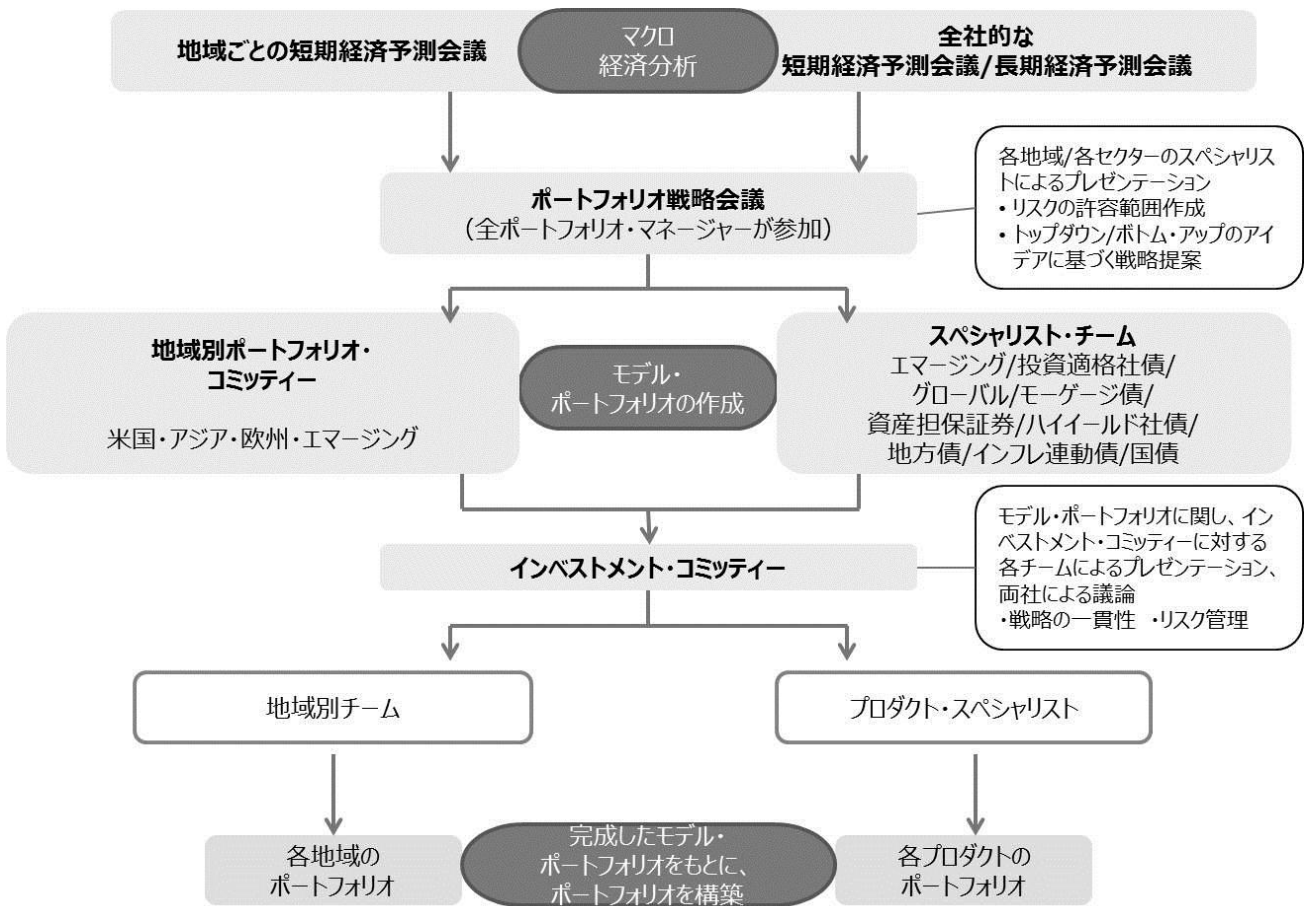 地域ごとの短期経済予測会議
マクロ
経済分析
全社的な
短期経済予測会議/長期経済予測会議
各地域/各セクターのスペシャリス
トによるプレゼンテーション
• リスクの許容範囲作成
• トップダウン/ボトム・アップのアイ
デアに基づく戦略提案
ポートフォリオ戦略会議
（全ポートフォリオ・マネージャーが参加）
地域別ポートフォリオ・
コミッティー
米国・アジア・欧州・エマージング
モデル・
ポートフォリオの作成
スペシャリスト・チーム
エマージング/投資適格社債/
グローバル/モーゲージ債/
資産担保証券/ハイイールド社債/
地方債/インフレ連動債/国債
モデル・ポートフォリオに関し、イン
ベストメント・コミッティーに対する
各チームによるプレゼンテーション、
両社による議論
・戦略の一貫性 ・リスク管理
インベストメント・コミッティー
地域別チーム
プロダクト・スペシャリスト
各地域の
ポートフォリオ
完成したモデル・
ポートフォリオをもとに、
ポートフォリオを構築
各プロダクトの
ポートフォリオ